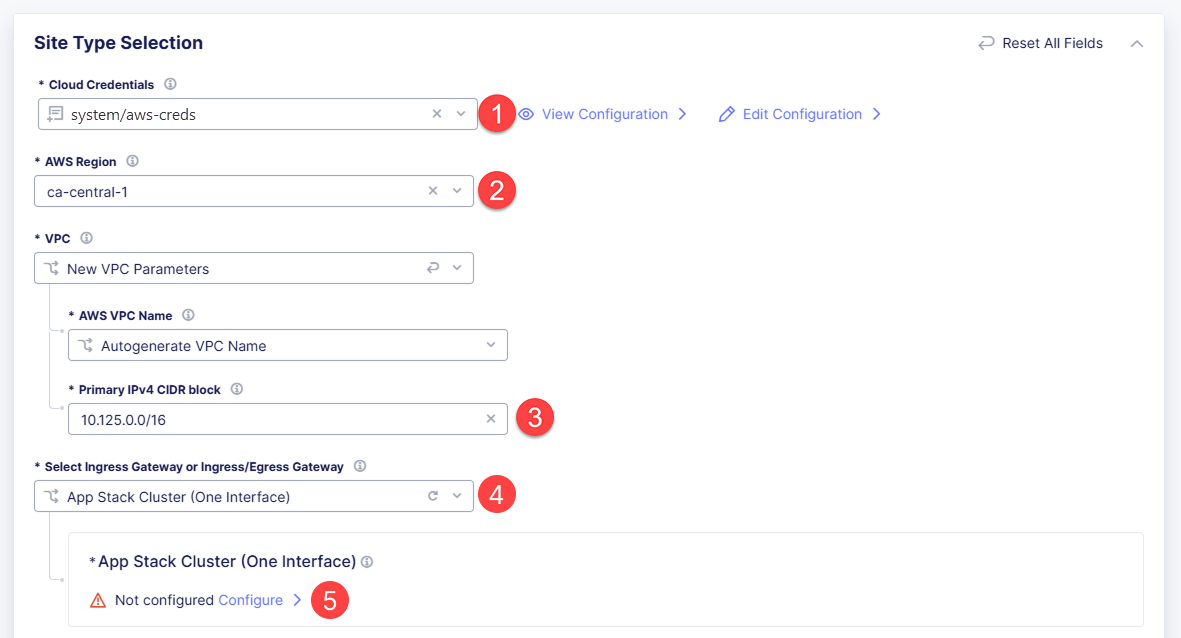 Site Type Selection Reset All Fields
* Cloud Credentials
system/aws-creds 1 View Configuration Edit Configuration
* AWS Region
ca-central-1 2
* VPC
New VPC Parameters
* AWS VPC Name
Autogenerate VPC Name
* Primary IPv4 CIDR block
10.125.0.0/16 3
* Select Ingress Gateway or Ingress/Egress Gateway
App Stack Cluster (One Interface) 4
* App Stack Cluster (One Interface)
Not configured Configure 5